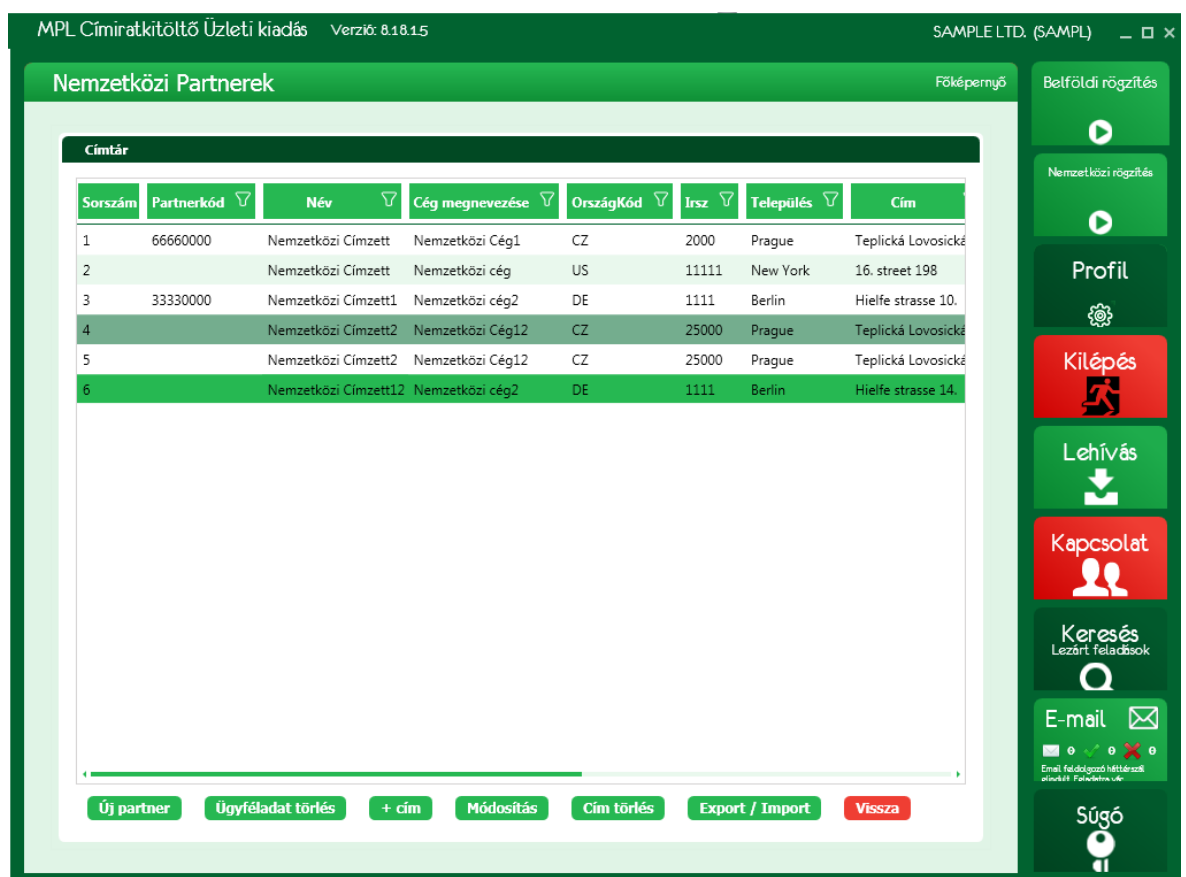 MPL Címiratkitöltő Üzleti kiadás Verzió: 8.18.1.5 SAMPLE LTD. (SAMPL)
Nemzetközi Partnerek Főképernyő
Címtár
Sorszám Partnerkód Név Cég megnevezése OrszágKód Irsz Település Cím
1 66660000 Nemzetközi Címzett Nemzetközi Cég1 CZ 2000 Prague Teplická Lovosická
2 Nemzetközi Címzett Nemzetközi cég US 11111 New York 16. street 198
3 33330000 Nemzetközi Címzett1 Nemzetközi cég2 DE 1111 Berlin Hielfe strasse 10.
4 Nemzetközi Címzett2 Nemzetközi Cég12 CZ 25000 Prague Teplická Lovosická
5 Nemzetközi Címzett2 Nemzetközi Cég12 CZ 25000 Prague Teplická Lovosická
6 Nemzetközi Címzett12 Nemzetközi cég2 DE 1111 Berlin Hielfe strasse 14.
Új partner Ügyféladat törlés + cím Módosítás Cím törlés Export / Import Vissza
Belföldi rögzítés
Nemzetközi rögzítés
Profil
Kilépés
Lehívás
Kapcsolat
Keresés
Lezárt feladások
E-mail
0 0 0
Email feldolgozó háttérszál
elindult. Feladatra vár
Súgó